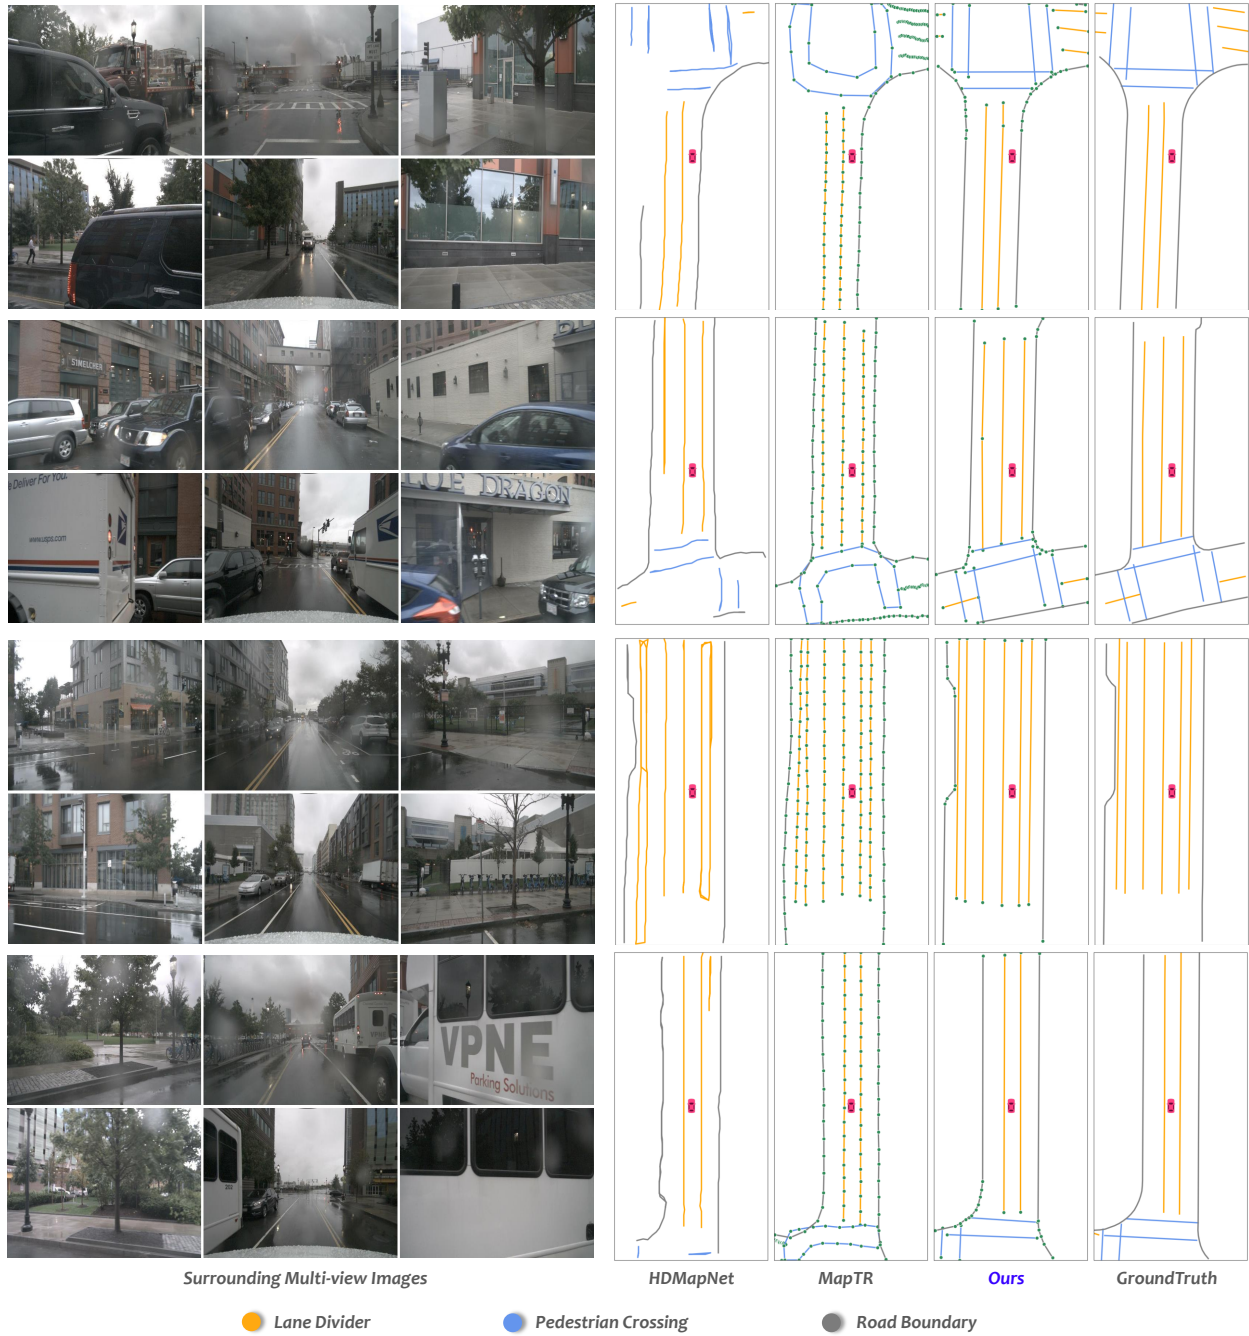 STMELCHER
e Deliver For You.
www.usps.com
LUE DRAGON
VPNE
Parking Solutions
Surrounding Multi-view Images
HDMapNet
MapTR
Ours
GroundTruth
Lane Divider
Pedestrian Crossing
Road Boundary